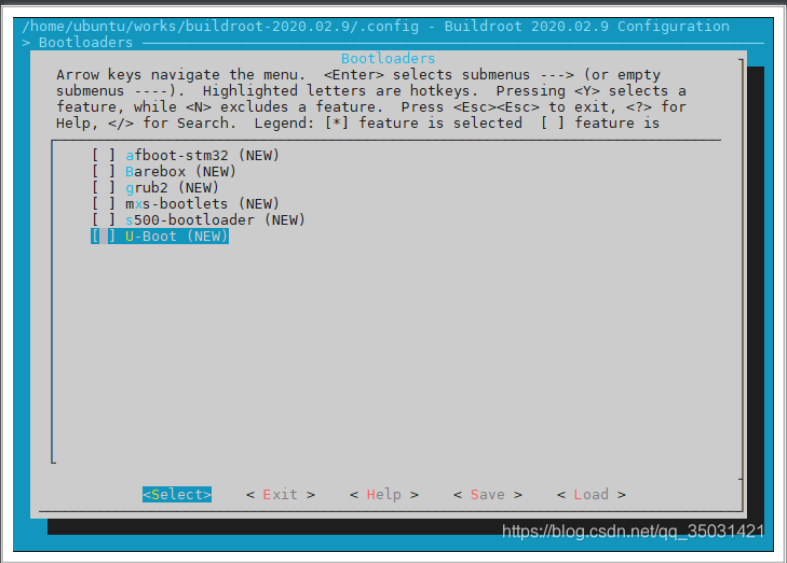 /home/ubuntu/works/buildroot-2020.02.9/.config - Buildroot 2020.02.9 Configuration
> Bootloaders
Bootloaders
Arrow keys navigate the menu.  <Enter> selects submenus ---> (or empty
submenus ----).  Highlighted letters are hotkeys.  Pressing <Y> selects a
feature, while <N> excludes a feature.  Press <Esc><Esc> to exit, <?> for
Help, </> for Search.  Legend: [*] feature is selected  [ ] feature is
[ ] afboot-stm32 (NEW)
[ ] Barebox (NEW)
[ ] grub2 (NEW)
[ ] mxs-bootlets (NEW)
[ ] s500-bootloader (NEW)
[ ] U-Boot (NEW)
<Select>    < Exit >    < Help >    < Save >    < Load >
https://blog.csdn.net/qq_35031421